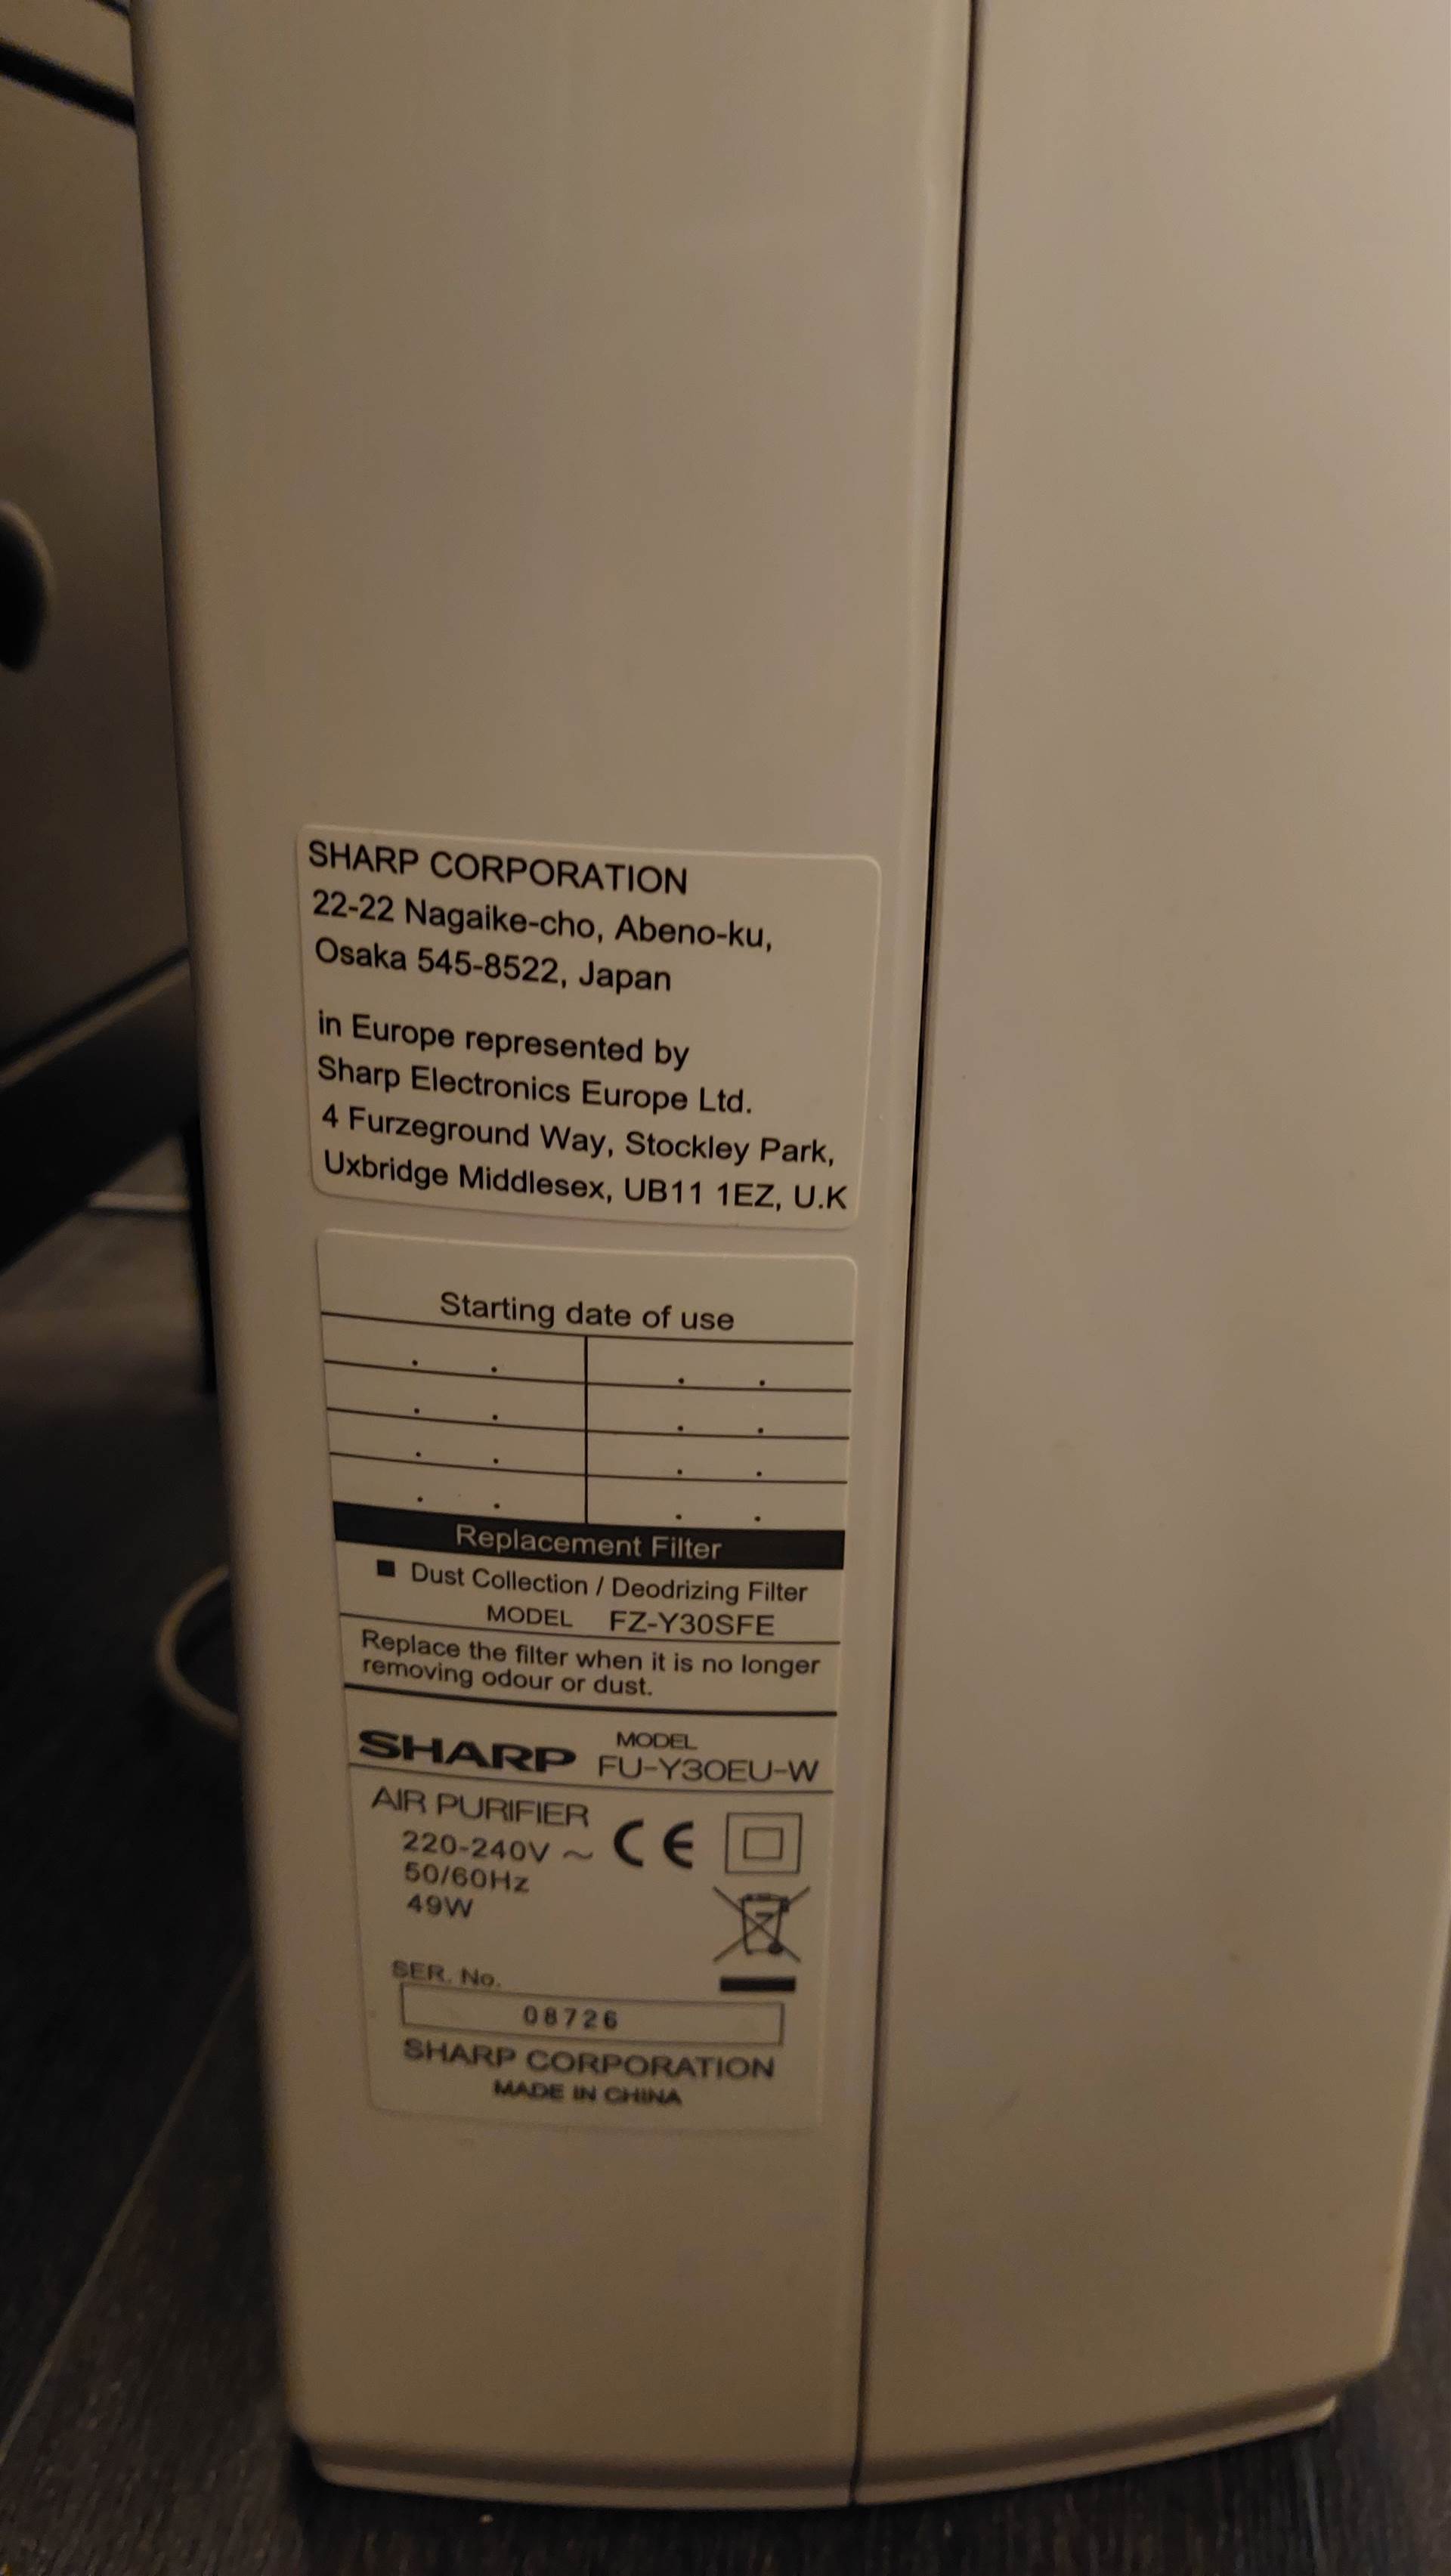 SHARP CORPORATION
22-22 Nagaike-cho, Abeno-ku,
Osaka 545-8522, Japan
in Europe represented by
Sharp Electronics Europe Ltd.
4 Furzeground Way, Stockley Park,
Uxbridge Middlesex, UB11 1EZ, U.K
Starting date of use
. . . .
. . . .
. . . .
. . . .
Replacement Filter
■ Dust Collection / Deodrizing Filter
MODEL FZ-Y30SFE
Replace the filter when it is no longer
removing odour or dust.
SHARP MODEL FU-Y30EU-W
AIR PURIFIER
220-240V ~ CE
50/60Hz
49W
SER. No.
08726
SHARP CORPORATION
MADE IN CHINA